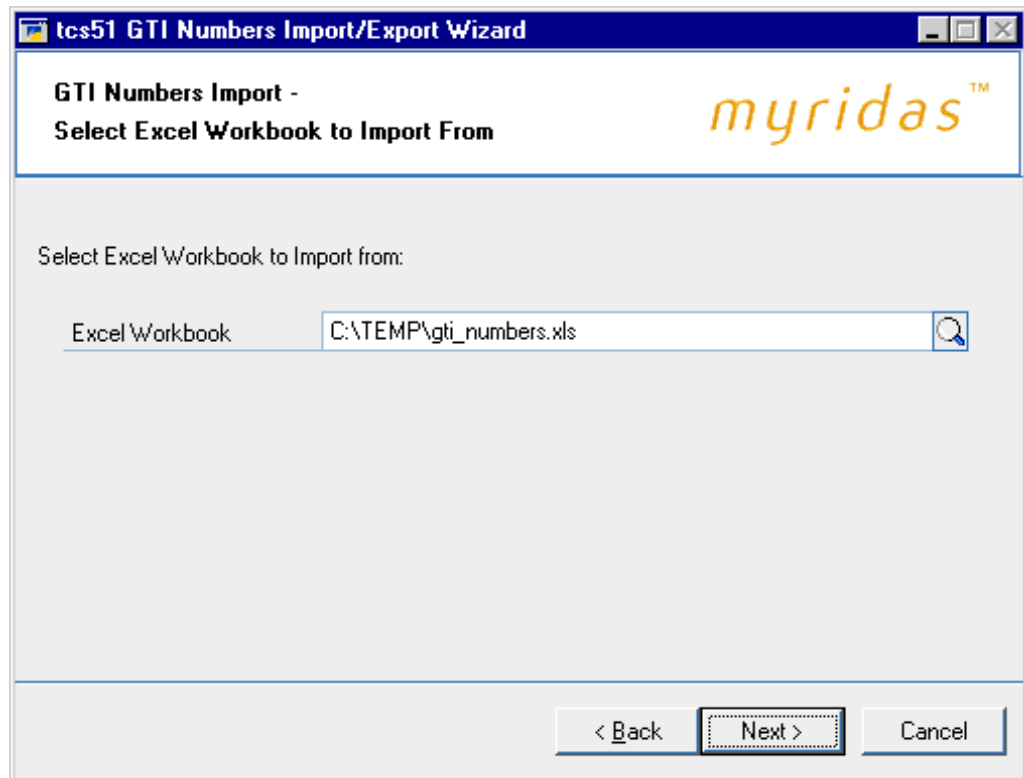 tcs51 GTI Numbers Import/Export Wizard
GTI Numbers Import -
Select Excel Workbook to Import From
myridas™
Select Excel Workbook to Import from:
Excel Workbook C:\TEMP\gti_numbers.xls
< Back Next > Cancel